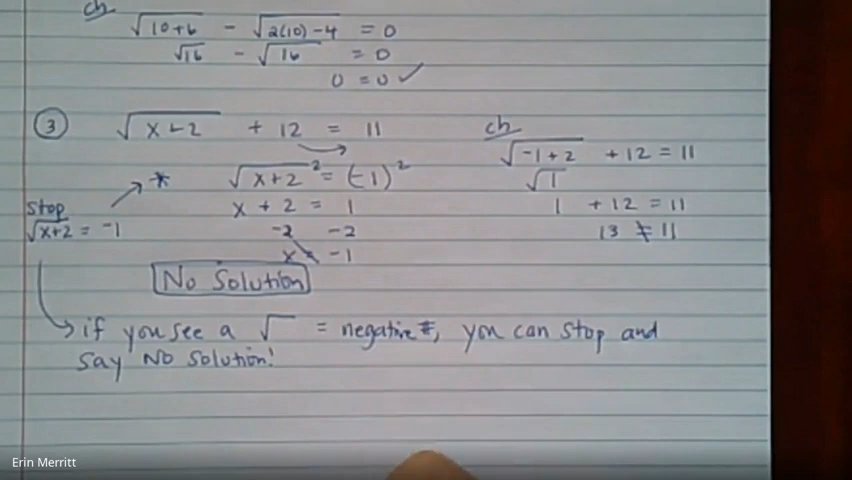 ch
√10+6 - √2(10)-4 = 0
√16 - √16 = 0
0 = 0 ✓
③ √x+2 + 12 = 11
√x+2² = (-1)²
x + 2 = 1
-2 -2
x = -1
No Solution
Stop *
√x+2 = -1
ch
√-1+2 + 12 = 11
√1
1 + 12 = 11
13 ≠ 11
if you see a √ = negative #, you can stop and
say No Solution!
Erin Merritt